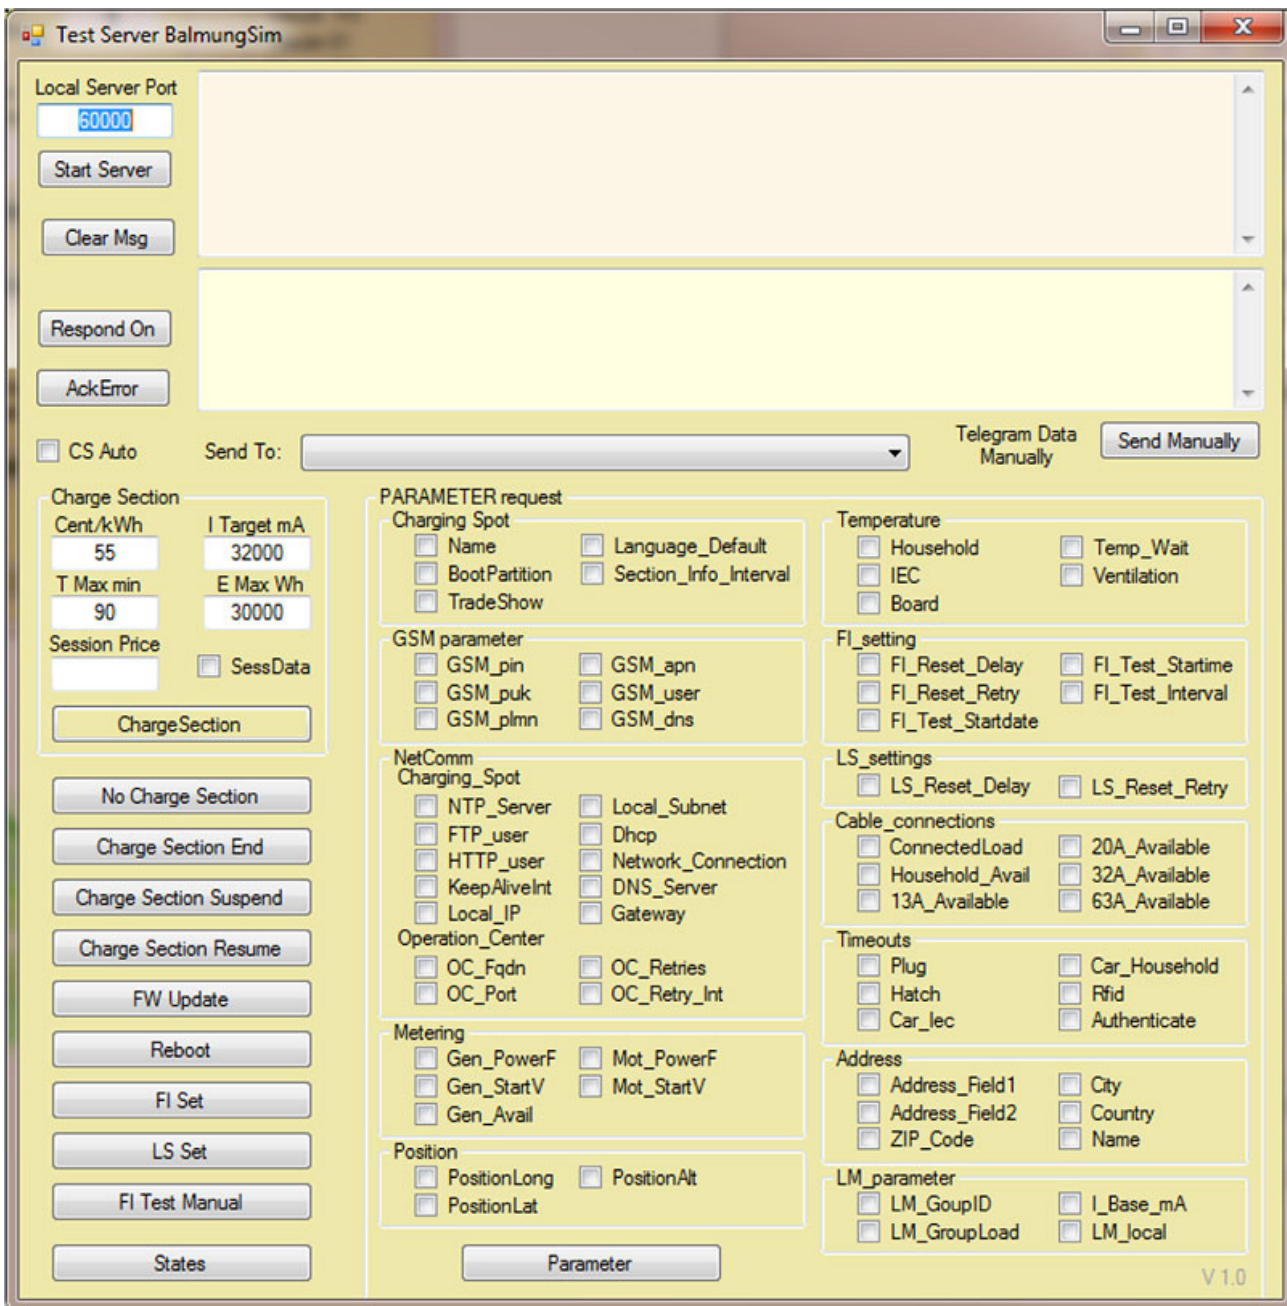 Test Server BalmungSim
Local Server Port
60000
Start Server
Clear Msg
Respond On
AckError
CS Auto
Send To:
Telegram Data
Manually
Send Manually
Charge Section
Cent/kWh I Target mA
55 32000
T Max min E Max Wh
90 30000
Session Price
SessData
ChargeSection
No Charge Section
Charge Section End
Charge Section Suspend
Charge Section Resume
FW Update
Reboot
FI Set
LS Set
FI Test Manual
States
PARAMETER request
Charging Spot
Name Language_Default
BootPartition Section_Info_Interval
TradeShow
GSM parameter
GSM_pin GSM_apn
GSM_puk GSM_user
GSM_plmn GSM_dns
NetComm
Charging_Spot
NTP_Server Local_Subnet
FTP_user Dhcp
HTTP_user Network_Connection
KeepAliveInt DNS_Server
Local_IP Gateway
Operation_Center
OC_Fqdn OC_Retries
OC_Port OC_Retry_Int
Metering
Gen_PowerF Mot_PowerF
Gen_StartV Mot_StartV
Gen_Avail
Position
PositionLong PositionAlt
PositionLat
Parameter
Temperature
Household Temp_Wait
IEC Ventilation
Board
FI_setting
FI_Reset_Delay FI_Test_Startime
FI_Reset_Retry FI_Test_Interval
FI_Test_Startdate
LS_settings
LS_Reset_Delay LS_Reset_Retry
Cable_connections
ConnectedLoad 20A_Available
Household_Avail 32A_Available
13A_Available 63A_Available
Timeouts
Plug Car_Household
Hatch Rfid
Car_Iec Authenticate
Address
Address_Field1 City
Address_Field2 Country
ZIP_Code Name
LM_parameter
LM_GoupID I_Base_mA
LM_GroupLoad LM_local
V 1.0